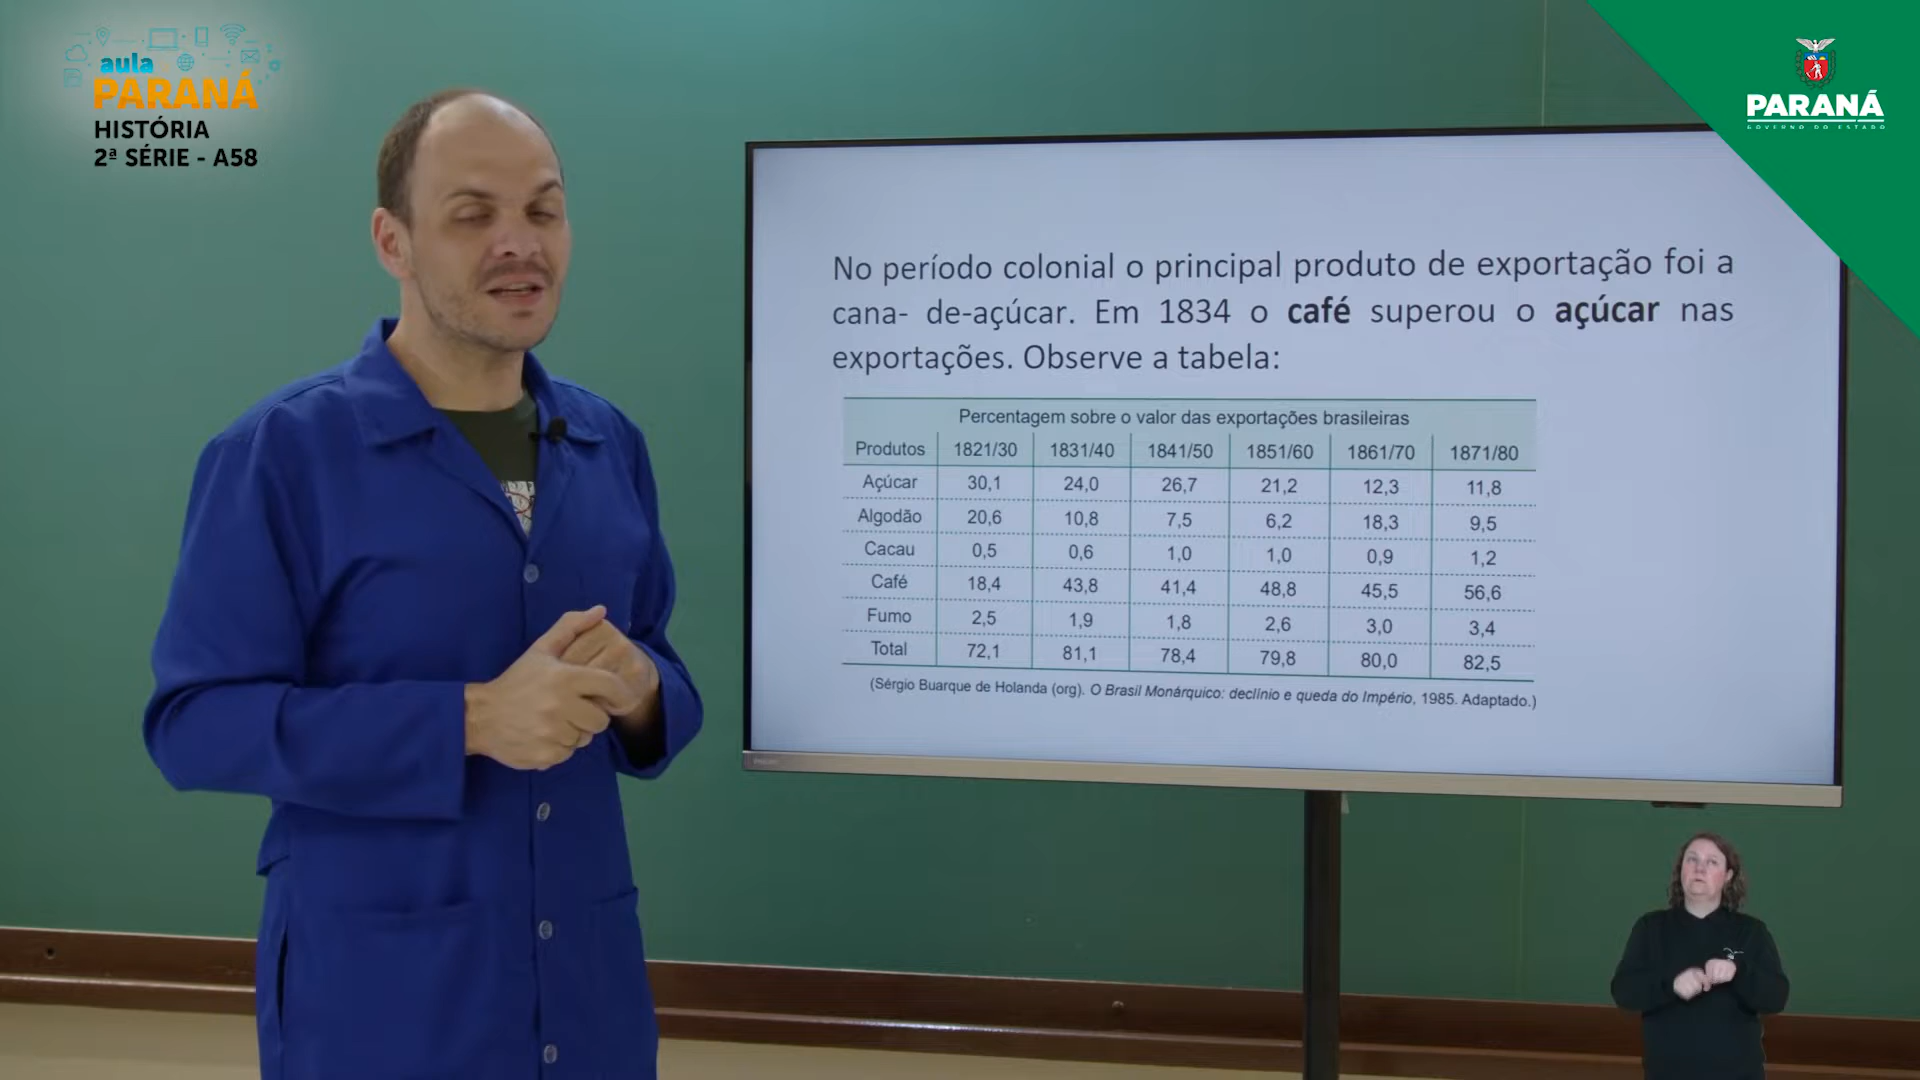 aula
PARANÁ
HISTÓRIA
2ª SÉRIE - A58
PARANÁ
GOVERNO DO ESTADO
No período colonial o principal produto de exportação foi a
cana- de-açúcar. Em 1834 o café superou o açúcar nas
exportações. Observe a tabela:
Percentagem sobre o valor das exportações brasileiras
Produtos 1821/30 1831/40 1841/50 1851/60 1861/70 1871/80
Açúcar 30,1 24,0 26,7 21,2 12,3 11,8
Algodão 20,6 10,8 7,5 6,2 18,3 9,5
Cacau 0,5 0,6 1,0 1,0 0,9 1,2
Café 18,4 43,8 41,4 48,8 45,5 56,6
Fumo 2,5 1,9 1,8 2,6 3,0 3,4
Total 72,1 81,1 78,4 79,8 80,0 82,5
(Sérgio Buarque de Holanda (org). O Brasil Monárquico: declínio e queda do Império, 1985. Adaptado.)